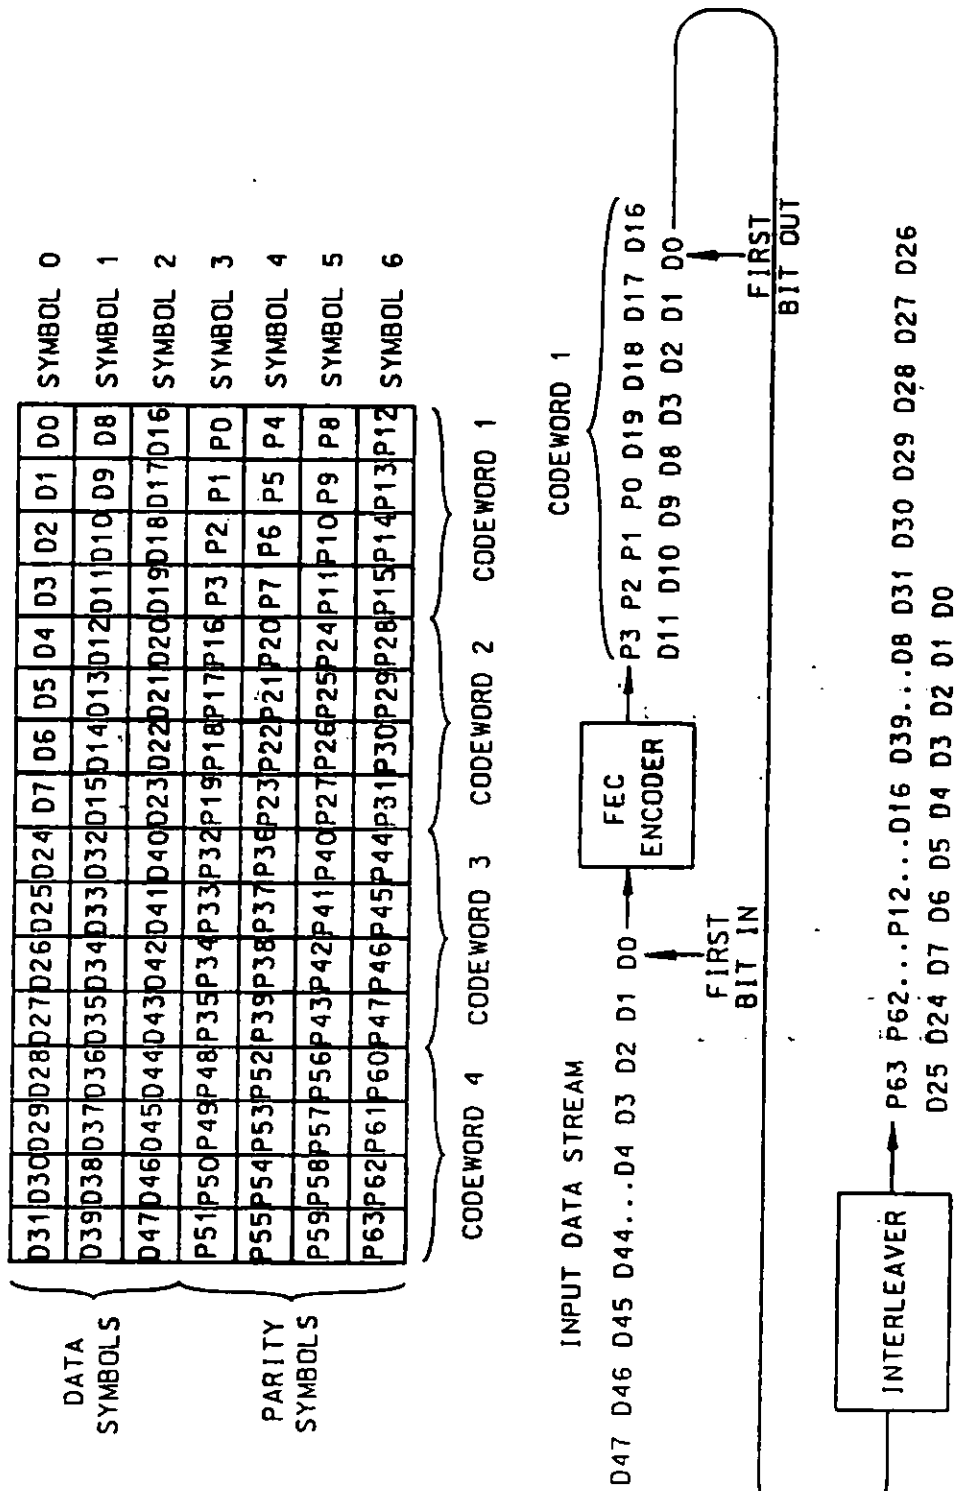 D31 D30 D29 D28 D27 D26 D25 D24 D7 D6 D5 D4 D3 D2 D1 D0 SYMBOL 0
D39 D38 D37 D36 D35 D34 D33 D32 D15 D14 D13 D12 D11 D10 D9 D8 SYMBOL 1
D47 D46 D45 D44 D43 D42 D41 D40 D23 D22 D21 D20 D19 D18 D17 D16 SYMBOL 2
P51 P50 P49 P48 P35 P34 P33 P32 P19 P18 P17 P16 P3 P2 P1 P0 SYMBOL 3
P55 P54 P53 P52 P39 P38 P37 P36 P23 P22 P21 P20 P7 P6 P5 P4 SYMBOL 4
P59 P58 P57 P56 P43 P42 P41 P40 P27 P26 P25 P24 P11 P10 P9 P8 SYMBOL 5
P63 P62 P61 P60 P47 P46 P45 P44 P31 P30 P29 P28 P15 P14 P13 P12 SYMBOL 6
DATA
SYMBOLS
PARITY
SYMBOLS
CODEWORD 4 CODEWORD 3 CODEWORD 2 CODEWORD 1
INPUT DATA STREAM
D47 D46 D45 D44...D4 D3 D2 D1 D0
FIRST
BIT IN
FEC
ENCODER
CODEWORD 1
P3 P2 P1 P0 D19 D18 D17 D16
D11 D10 D9 D8 D3 D2 D1 D0
FIRST
BIT OUT
INTERLEAVER
P63 P62...P12...D16 D39...D8 D31 D30 D29 D28 D27 D26
D25 D24 D7 D6 D5 D4 D3 D2 D1 D0